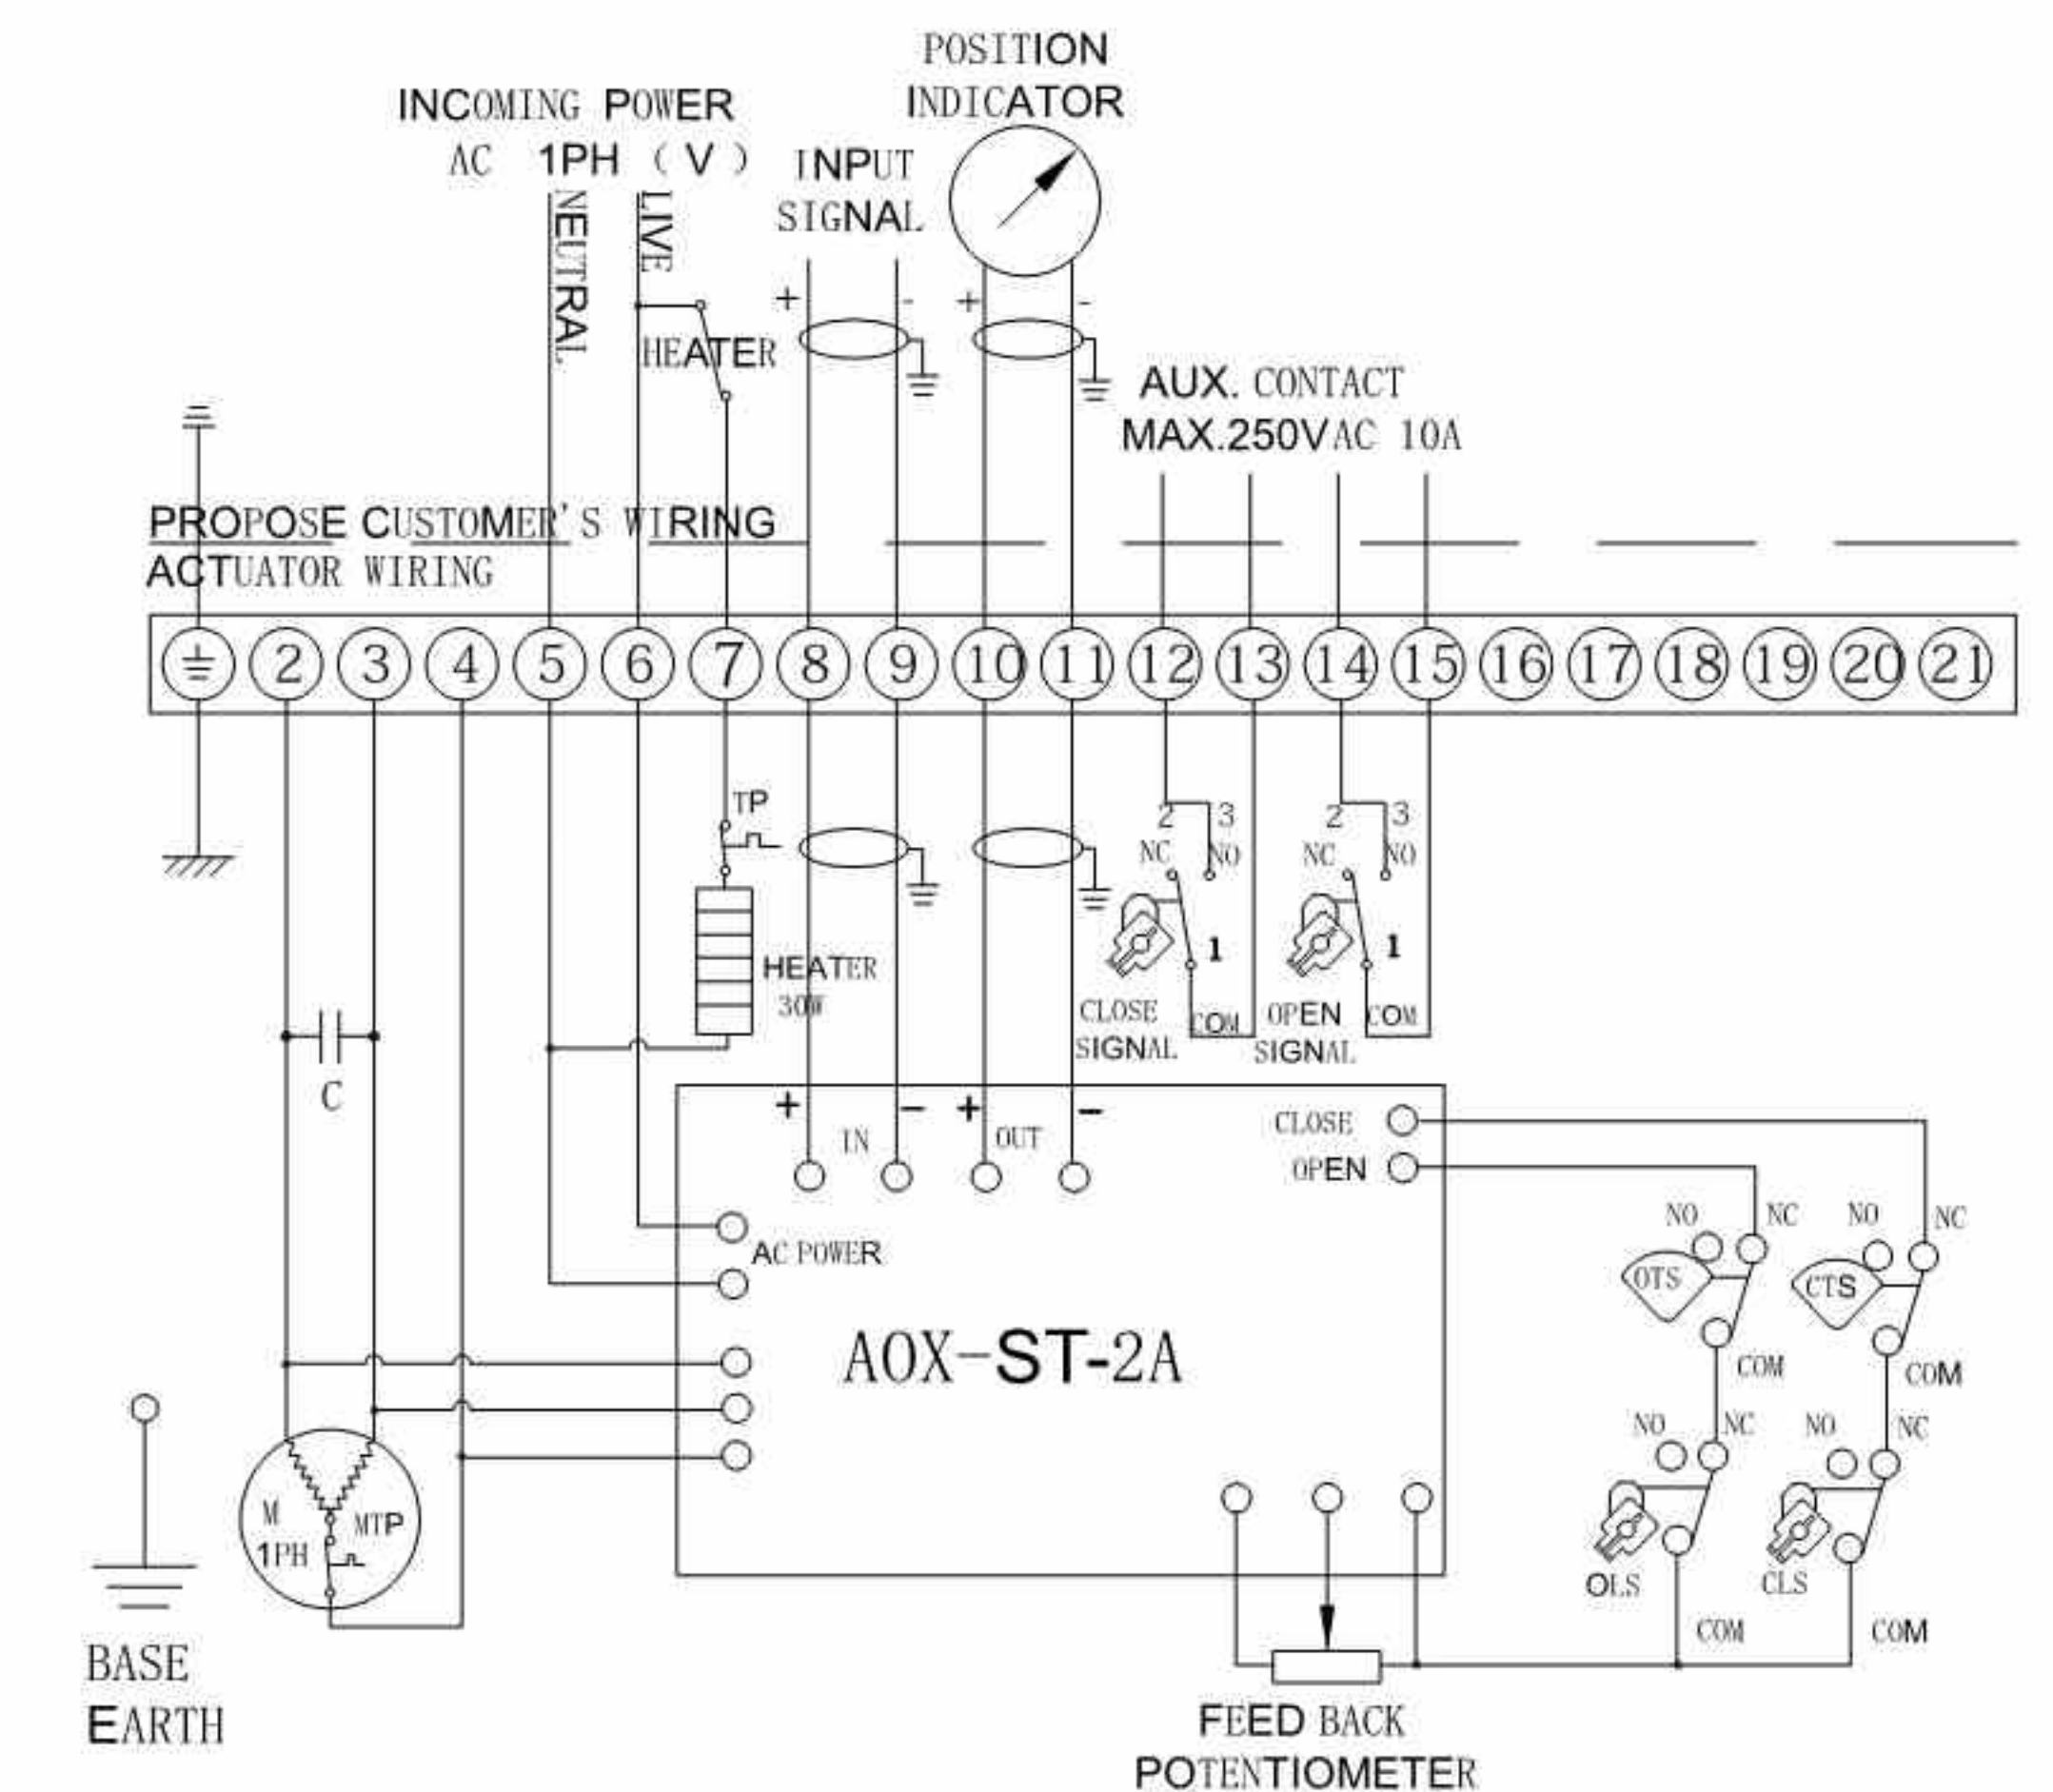 POSITION
INDICATOR
INCOMING POWER
AC 1PH ( V )
INPUT
SIGNAL
NEUTRAL
LIVE
+ -
+ -
HEATER
AUX. CONTACT
MAX.250VAC 10A
PROPOSE CUSTOMER'S WIRING
ACTUATOR WIRING
2 3 4 5 6 7 8 9 10 11 12 13 14 15 16 17 18 19 20 21
TP
2 3
NC NO
2 3
NC NO
1
1
HEATER
30W
CLOSE
SIGNAL
COM
OPEN
SIGNAL
COM
C
+ -
IN
+ -
OUT
CLOSE
OPEN
AC POWER
NO NC
NO NC
OTS
CTS
AOX-ST-2A
COM
COM
NO NC
NO NC
M
1PH
MTP
OLS
CLS
COM
COM
BASE
EARTH
FEED BACK
POTENTIOMETER